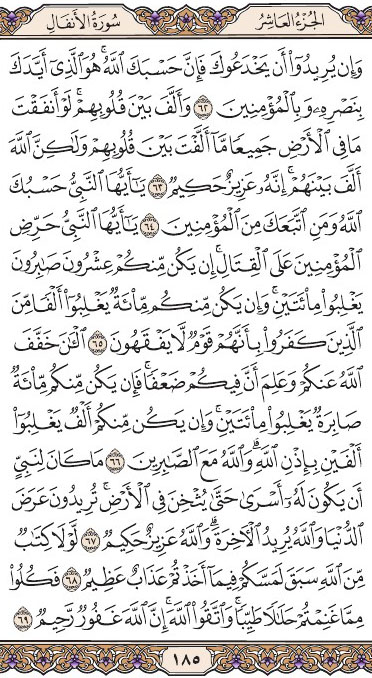 سُورَةُ الأَنفَالِ الجُزْءُ العَاشِرُ
وَإِن يُرِيدُوٓا۟ أَن يَخْدَعُوكَ فَإِنَّ حَسْبَكَ ٱللَّهُ ۚ هُوَ ٱلَّذِىٓ أَيَّدَكَ
بِنَصْرِهِۦ وَبِٱلْمُؤْمِنِينَ ٦٢ وَأَلَّفَ بَيْنَ قُلُوبِهِمْ ۚ لَوْ أَنفَقْتَ
مَا فِى ٱلْأَرْضِ جَمِيعًا مَّآ أَلَّفْتَ بَيْنَ قُلُوبِهِمْ وَلَـٰكِنَّ ٱللَّهَ
أَلَّفَ بَيْنَهُمْ ۚ إِنَّهُۥ عَزِيزٌ حَكِيمٌ ٦٣ يَـٰٓأَيُّهَا ٱلنَّبِىُّ حَسْبُكَ
ٱللَّهُ وَمَنِ ٱتَّبَعَكَ مِنَ ٱلْمُؤْمِنِينَ ٦٤ يَـٰٓأَيُّهَا ٱلنَّبِىُّ حَرِّضِ
ٱلْمُؤْمِنِينَ عَلَى ٱلْقِتَالِ ۚ إِن يَكُن مِّنكُمْ عِشْرُونَ صَـٰبِرُونَ
يَغْلِبُوا۟ مِا۟ئَتَيْنِ ۚ وَإِن يَكُن مِّنكُم مِّا۟ئَةٌ يَغْلِبُوٓا۟ أَلْفًا مِّنَ
ٱلَّذِينَ كَفَرُوا۟ بِأَنَّهُمْ قَوْمٌ لَّا يَفْقَهُونَ ٦٥ ٱلْـَٔـٰنَ خَفَّفَ
ٱللَّهُ عَنكُمْ وَعَلِمَ أَنَّ فِيكُمْ ضَعْفًا ۚ فَإِن يَكُن مِّنكُم مِّا۟ئَةٌ
صَابِرَةٌ يَغْلِبُوا۟ مِا۟ئَتَيْنِ ۚ وَإِن يَكُن مِّنكُمْ أَلْفٌ يَغْلِبُوٓا۟
أَلْفَيْنِ بِإِذْنِ ٱللَّهِ ۗ وَٱللَّهُ مَعَ ٱلصَّـٰبِرِينَ ٦٦ مَا كَانَ لِنَبِىٍّ
أَن يَكُونَ لَهُۥٓ أَسْرَىٰ حَتَّىٰ يُثْخِنَ فِى ٱلْأَرْضِ ۚ تُرِيدُونَ عَرَضَ
ٱلدُّنْيَا وَٱللَّهُ يُرِيدُ ٱلْـَٔاخِرَةَ ۗ وَٱللَّهُ عَزِيزٌ حَكِيمٌ ٦٧ لَّوْلَا كِتَـٰبٌ
مِّنَ ٱللَّهِ سَبَقَ لَمَسَّكُمْ فِيمَآ أَخَذْتُمْ عَذَابٌ عَظِيمٌ ٦٨ فَكُلُوا۟
مِمَّا غَنِمْتُمْ حَلَـٰلًا طَيِّبًا ۚ وَٱتَّقُوا۟ ٱللَّهَ ۚ إِنَّ ٱللَّهَ غَفُورٌ رَّحِيمٌ ٦٩
١٨٥